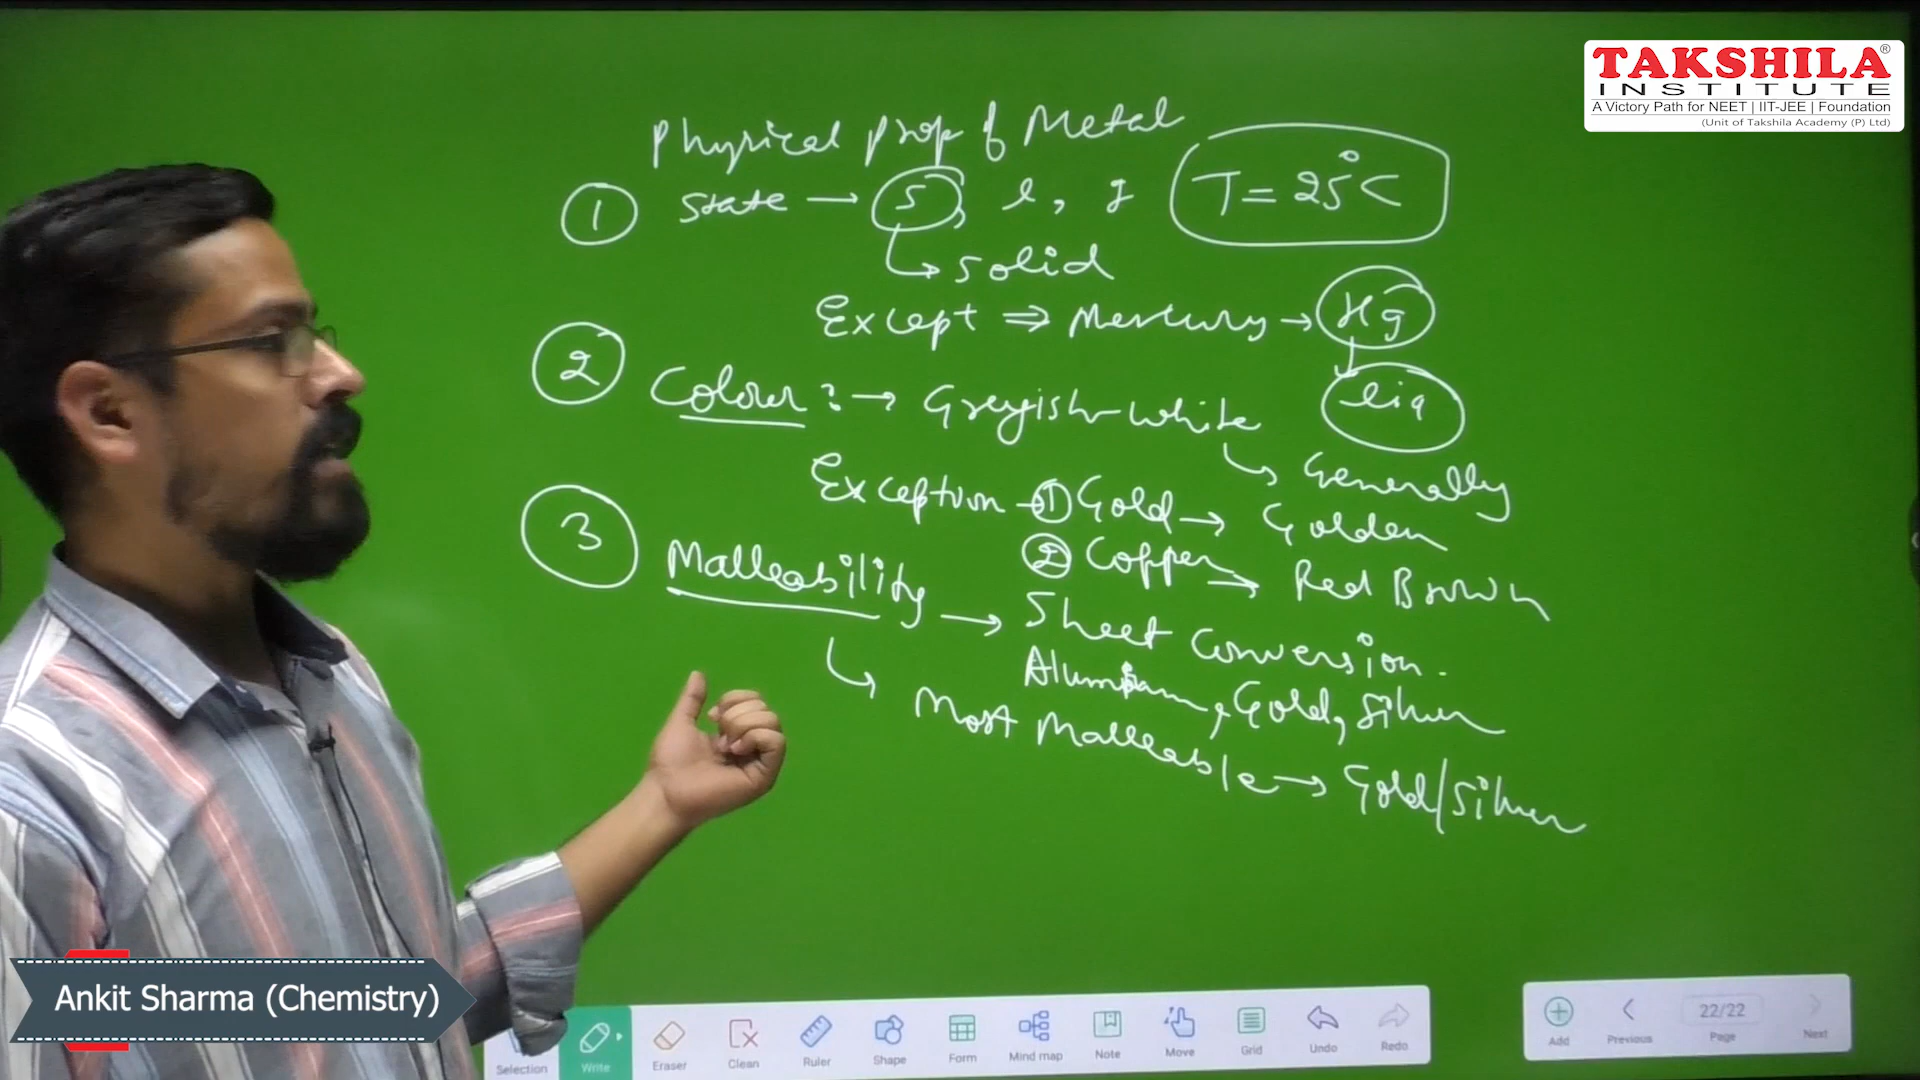 TAKSHILA®
INSTITUTE
A Victory Path for NEET | IIT-JEE | Foundation
(Unit of Takshila Academy (P) Ltd)
Physical Prop of Metal
1 State → S, l, g T = 25°C
↳ Solid
Except ⇒ Mercury → Hg
liq
2 Colour : → Greyish-white
↳ Generally
Exception → 1 Gold → Golden
2 Copper → Red Brown
3 Malleability → Sheet Conversion.
Aluminium, Gold, Silver
↳ Most Malleable → Gold/Silver
Ankit Sharma (Chemistry)
Selection Write Eraser Clean Ruler Shape Form Mind map Note Move Grid Undo Redo
Add Previous 22/22 Page Next